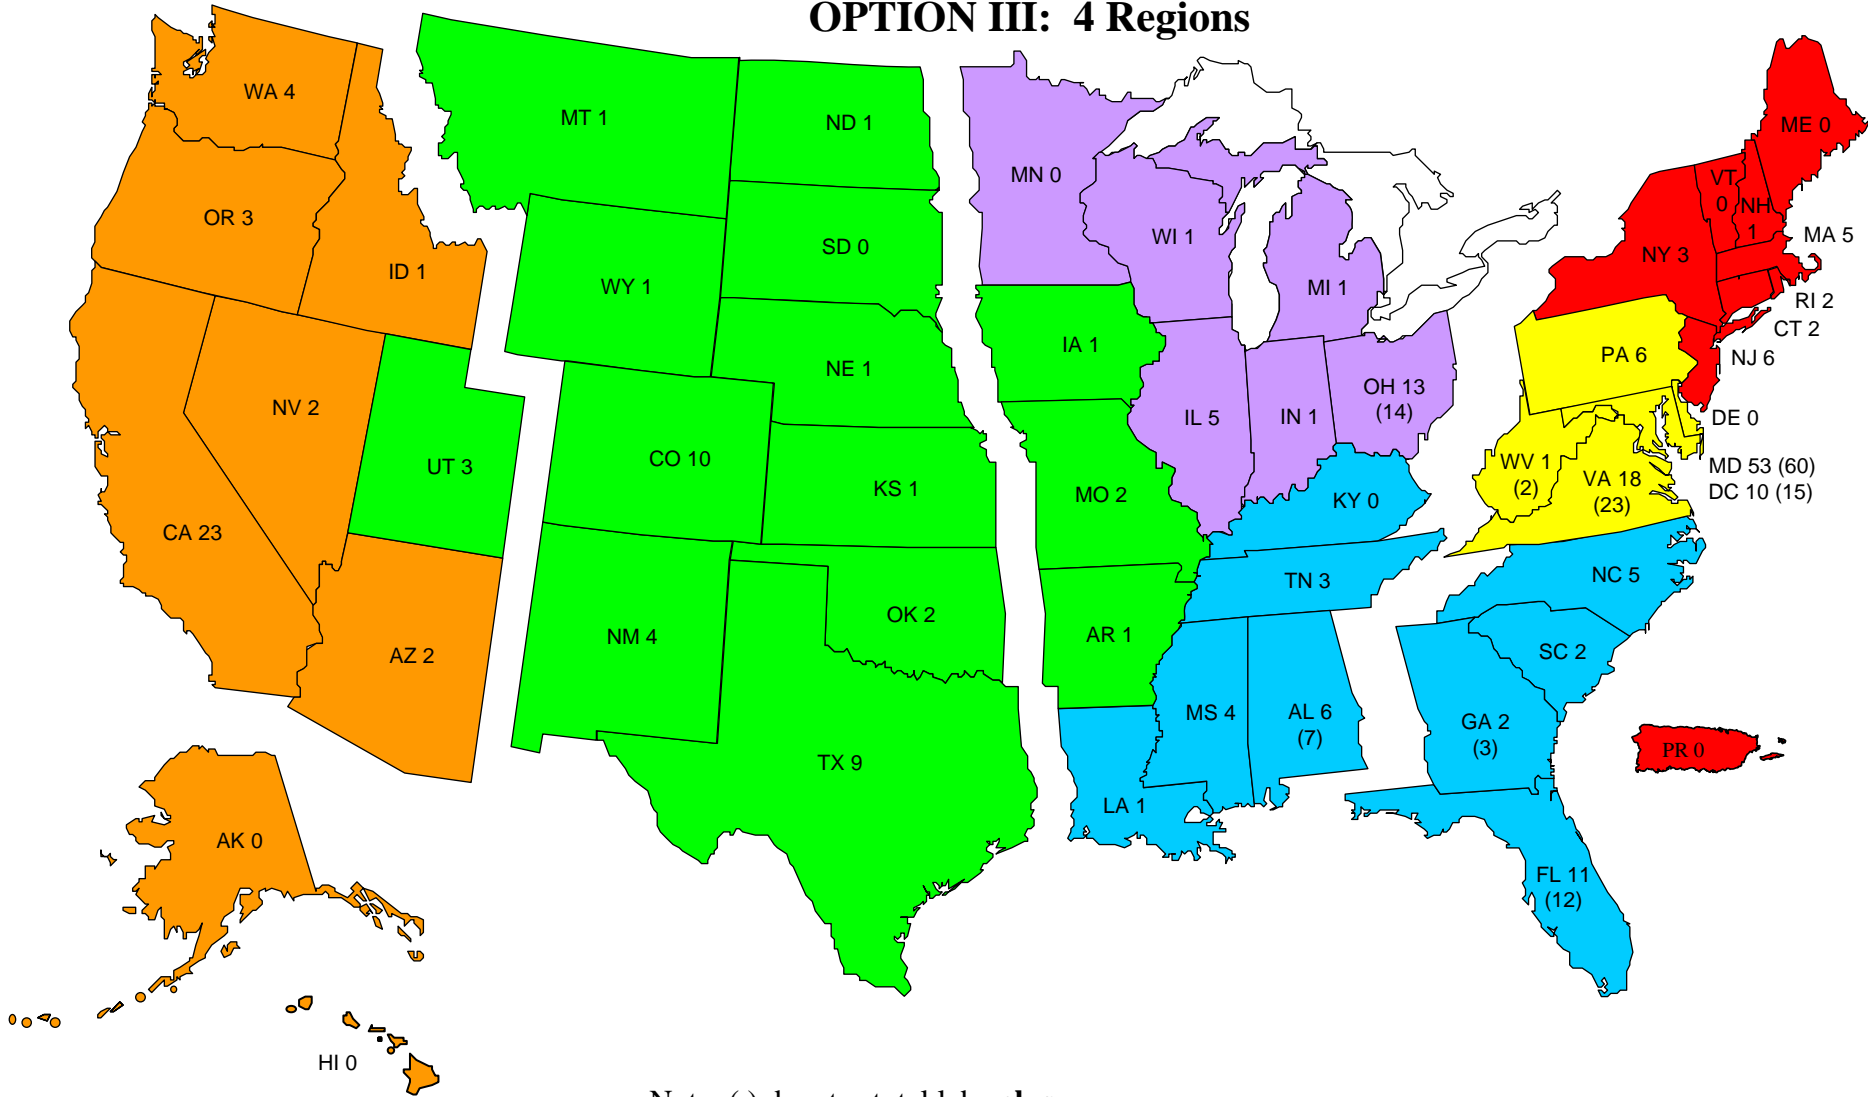 OPTION III: 4 Regions
WA 4
MT 1
ND 1
MN 0
ME 0
VT
0
NH
1
OR 3
ID 1
WY 1
SD 0
WI 1
MI 1
NY 3
MA 5
RI 2
CT 2
NJ 6
NV 2
UT 3
CO 10
NE 1
IA 1
IL 5
IN 1
OH 13
(14)
PA 6
DE 0
MD 53 (60)
DC 10 (15)
WV 1
(2)
VA 18
(23)
CA 23
KS 1
MO 2
KY 0
AZ 2
NM 4
OK 2
AR 1
TN 3
NC 5
SC 2
TX 9
MS 4
AL 6
(7)
GA 2
(3)
PR 0
LA 1
AK 0
FL 11
(12)
HI 0